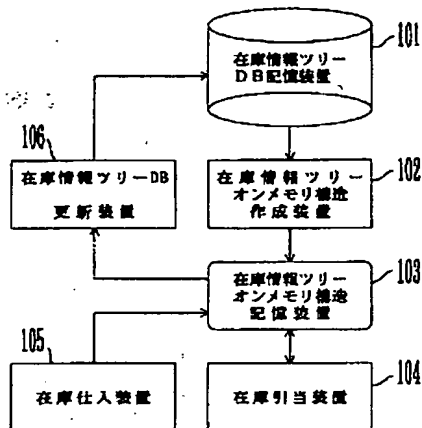 101
在庫情報ツリー
DB記憶装置
106
在庫情報ツリーDB
更新装置
102
在庫情報ツリー
オンメモリ構造
作成装置
103
在庫情報ツリー
オンメモリ構造
記憶装置
105
在庫仕入装置
104
在庫引当装置